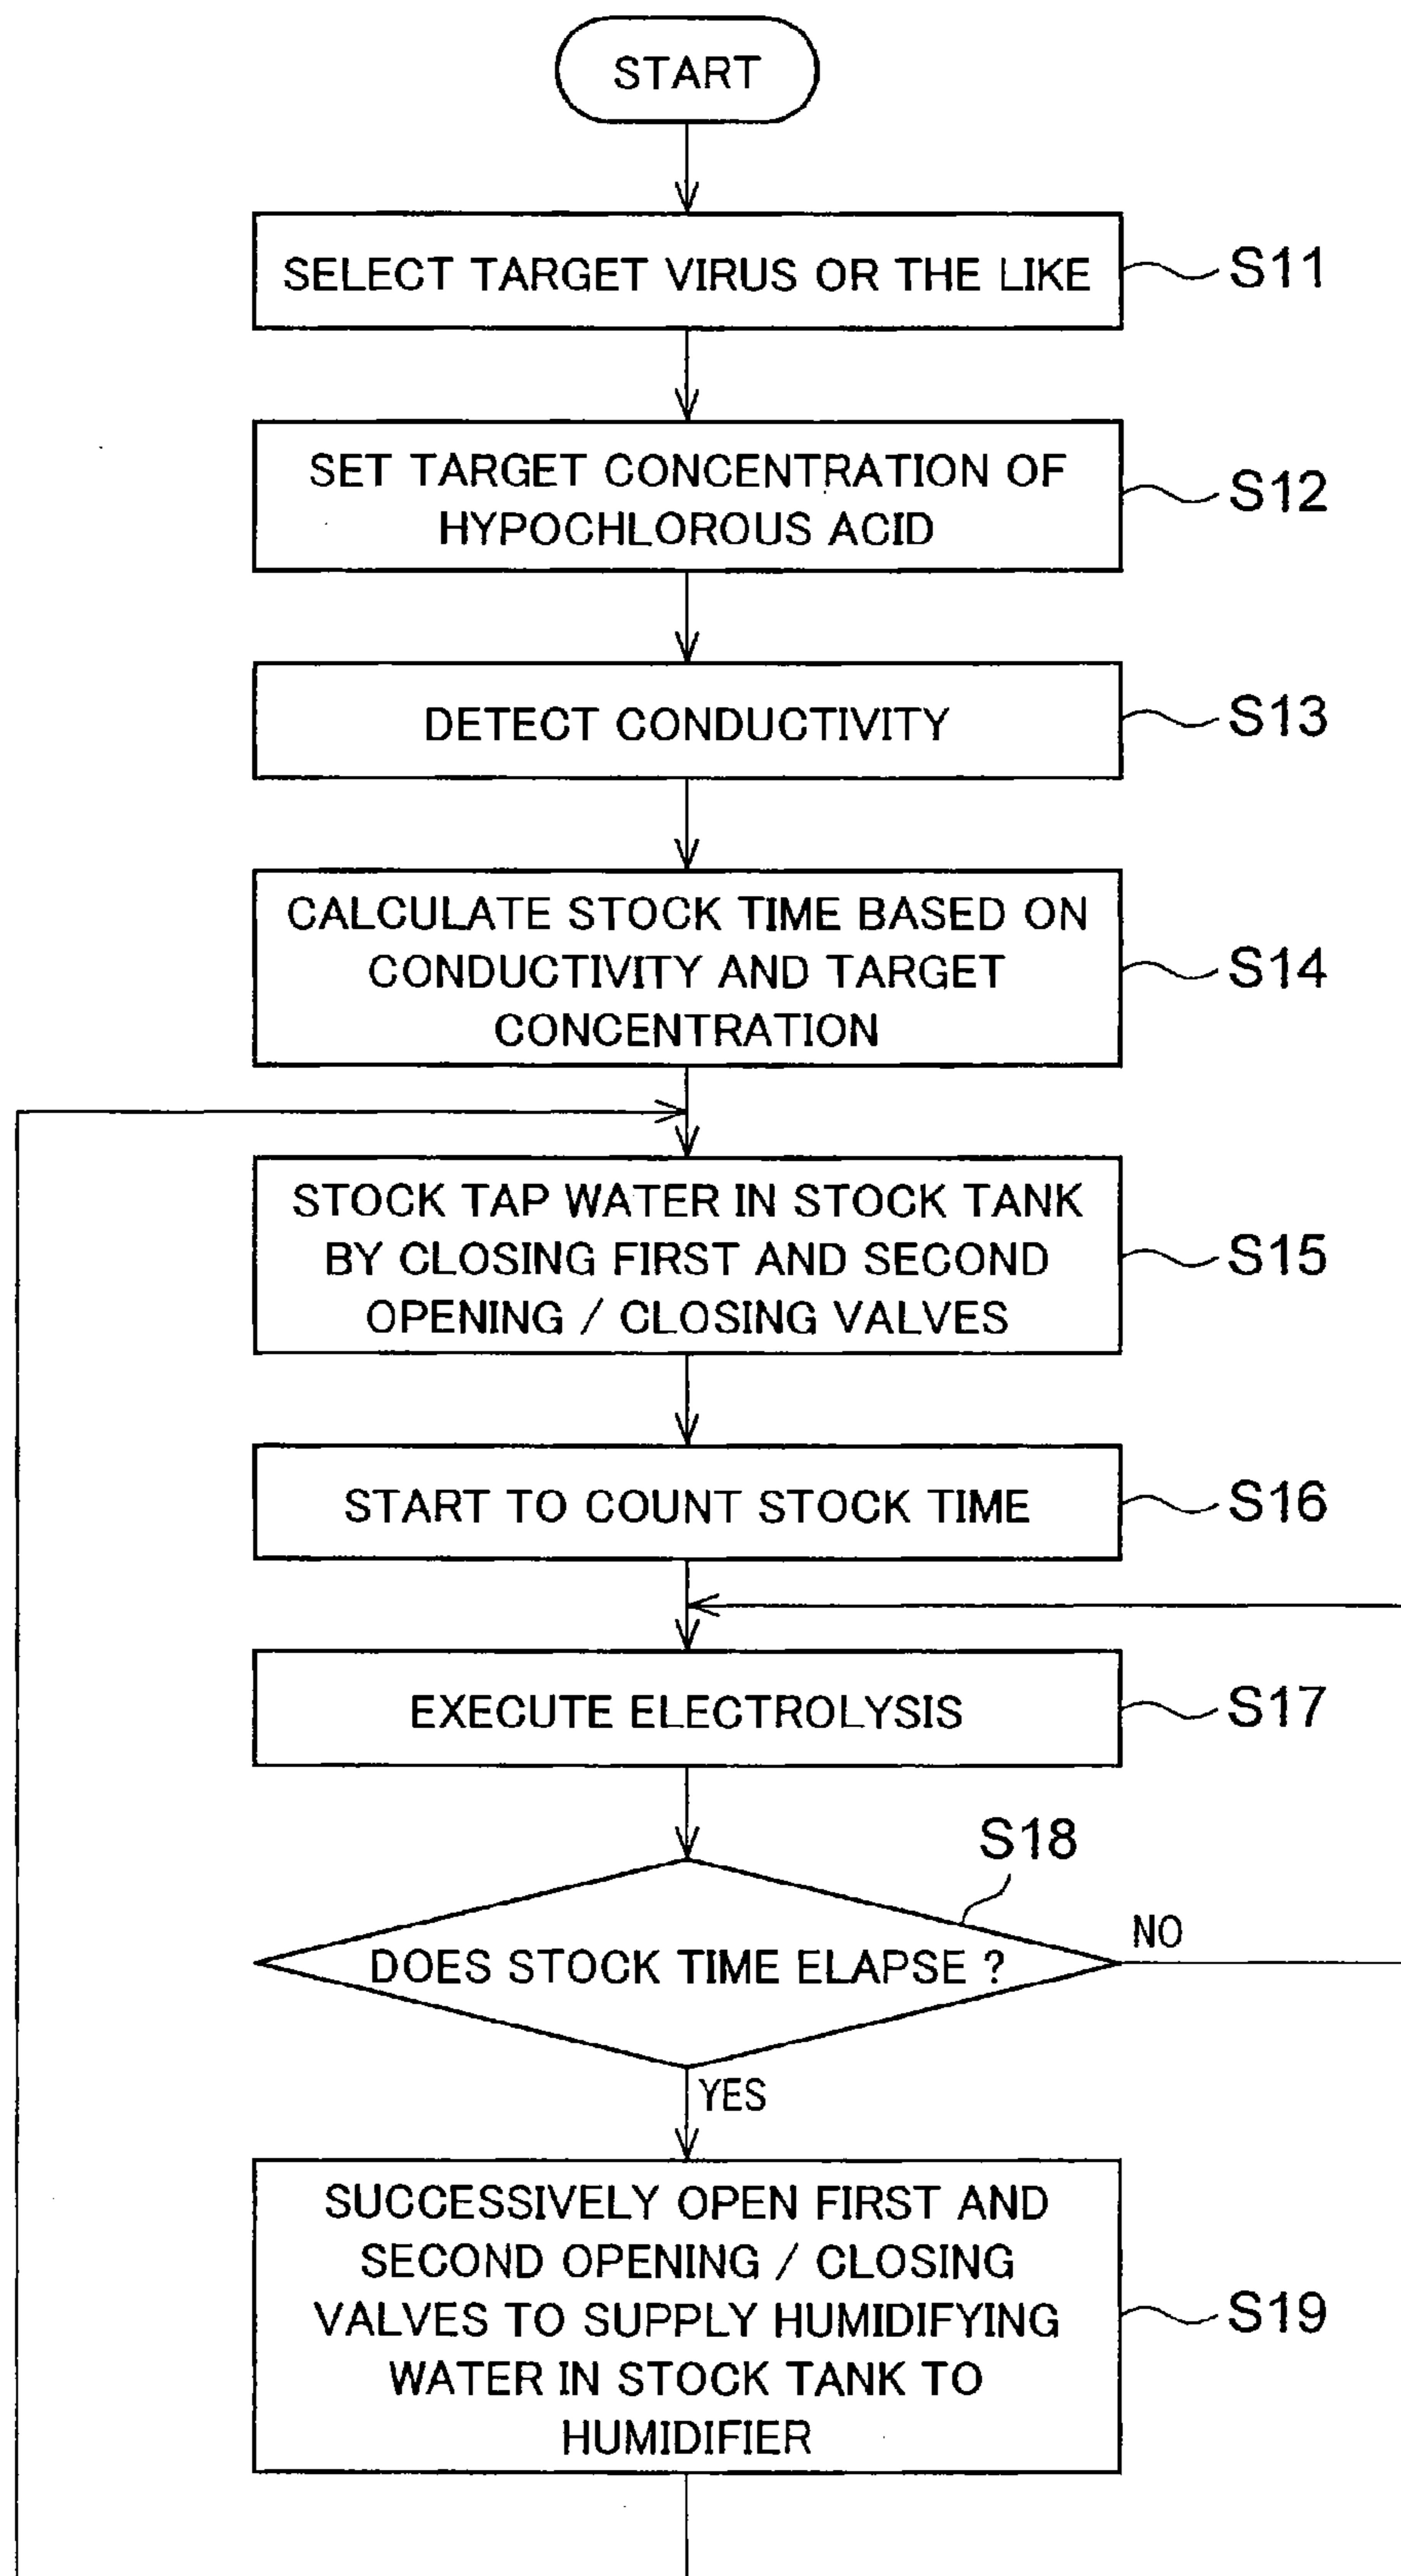 START
SELECT TARGET VIRUS OR THE LIKE
S11
SET TARGET CONCENTRATION OF
HYPOCHLOROUS ACID
S12
DETECT CONDUCTIVITY
S13
CALCULATE STOCK TIME BASED ON
CONDUCTIVITY AND TARGET
CONCENTRATION
S14
STOCK TAP WATER IN STOCK TANK
BY CLOSING FIRST AND SECOND
OPENING / CLOSING VALVES
S15
START TO COUNT STOCK TIME
S16
EXECUTE ELECTROLYSIS
S17
S18
DOES STOCK TIME ELAPSE ?
NO
YES
SUCCESSIVELY OPEN FIRST AND
SECOND OPENING / CLOSING
VALVES TO SUPPLY HUMIDIFYING
WATER IN STOCK TANK TO
HUMIDIFIER
S19